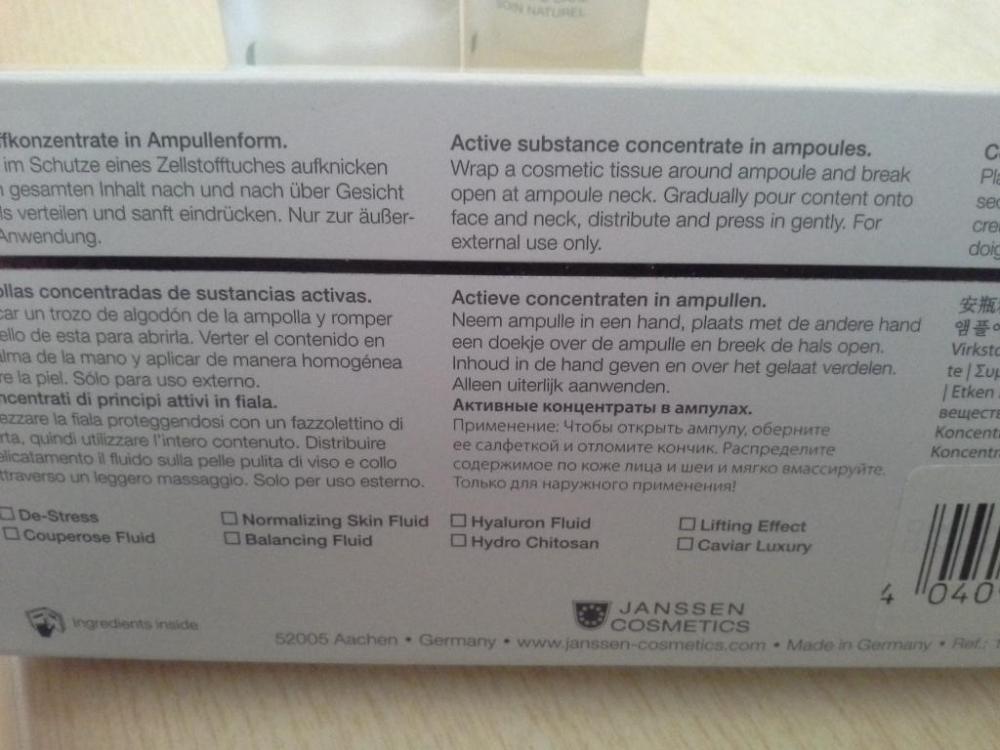 SOIN NATUREL
fkonzentrate in Ampullenform.
im Schutze eines Zellstofftuches aufknicken
gesamten Inhalt nach und nach über Gesicht
ls verteilen und sanft eindrücken. Nur zur äußer-
Anwendung.
Active substance concentrate in ampoules.
Wrap a cosmetic tissue around ampoule and break
open at ampoule neck. Gradually pour content onto
face and neck, distribute and press in gently. For
external use only.
C
Pla
sec
cre
doig
ollas concentradas de sustancias activas.
car un trozo de algodón de la ampolla y romper
ello de esta para abrirla. Verter el contenido en
alma de la mano y aplicar de manera homogénea
re la piel. Sólo para uso externo.
ncentrati di principi attivi in fiala.
ezzare la fiala proteggendosi con un fazzolettino di
rta, quindi utilizzare l'intero contenuto. Distribuire
elicatamento il fluido sulla pelle pulita di viso e collo
ttraverso un leggero massaggio. Solo per uso esterno.
Actieve concentraten in ampullen.
Neem ampulle in een hand, plaats met de andere hand
een doekje over de ampulle en breek de hals open.
Inhoud in de hand geven en over het gelaat verdelen.
Alleen uiterlijk aanwenden.
Активные концентраты в ампулах.
Применение: Чтобы открыть ампулу, оберните
ее салфеткой и отломите кончик. Распределите
содержимое по коже лица и шеи и мягко вмассируйте.
Только для наружного применения!
安瓶
앰플
Virksto
te | Συμ
| Etken
вещест
Koncent
Koncentr
De-Stress
Couperose Fluid
Normalizing Skin Fluid
Balancing Fluid
Hyaluron Fluid
Hydro Chitosan
Lifting Effect
Caviar Luxury
4 040
Ingredients inside
JANSSEN
COSMETICS
52005 Aachen • Germany • www.janssen-cosmetics.com • Made in Germany • Ref.: